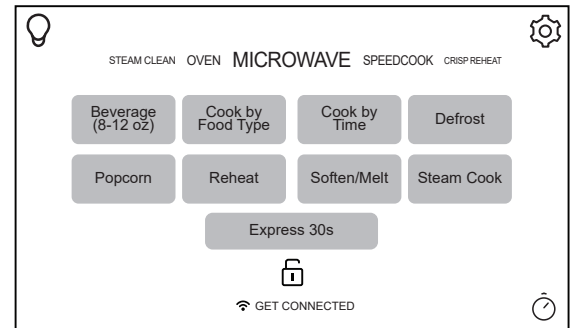 STEAM CLEAN OVEN MICROWAVE SPEEDCOOK CRISP REHEAT
Beverage
(8-12 oz)
Cook by
Food Type
Cook by
Time
Defrost
Popcorn
Reheat
Soften/Melt
Steam Cook
Express 30s
GET CONNECTED